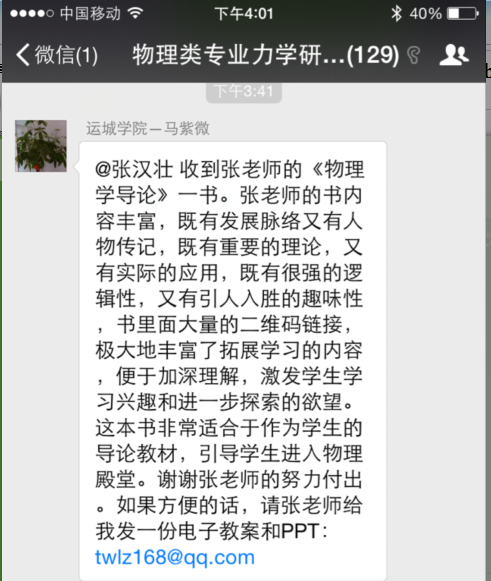 中国移动
下午4:01
40%
微信(1)
物理类专业力学研...(129)
下午3:41
运城学院－马紫微
@张汉壮 收到张老师的《物理
学导论》一书。张老师的书内
容丰富，既有发展脉络又有人
物传记，既有重要的理论，又
有实际的应用，既有很强的逻
辑性，又有引人入胜的趣味性
，书里面大量的二维码链接，
极大地丰富了拓展学习的内容
，便于加深理解，激发学生学
习兴趣和进一步探索的欲望。
这本书非常适合于作为学生的
导论教材，引导学生进入物理
殿堂。谢谢张老师的努力付出
。如果方便的话，请张老师给
我发一份电子教案和PPT：
twlz168@qq.com